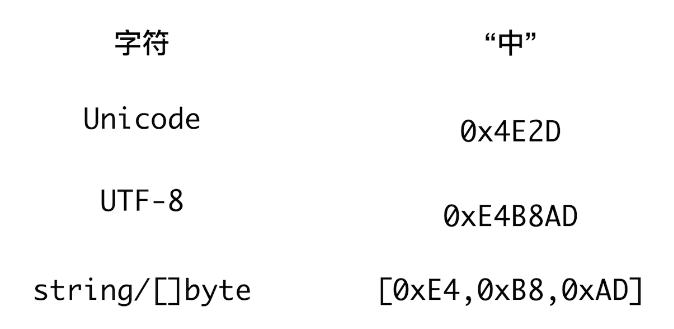 字符 “中”
Unicode 0x4E2D
UTF-8 0xE4B8AD
string/[]byte [0xE4,0xB8,0xAD]